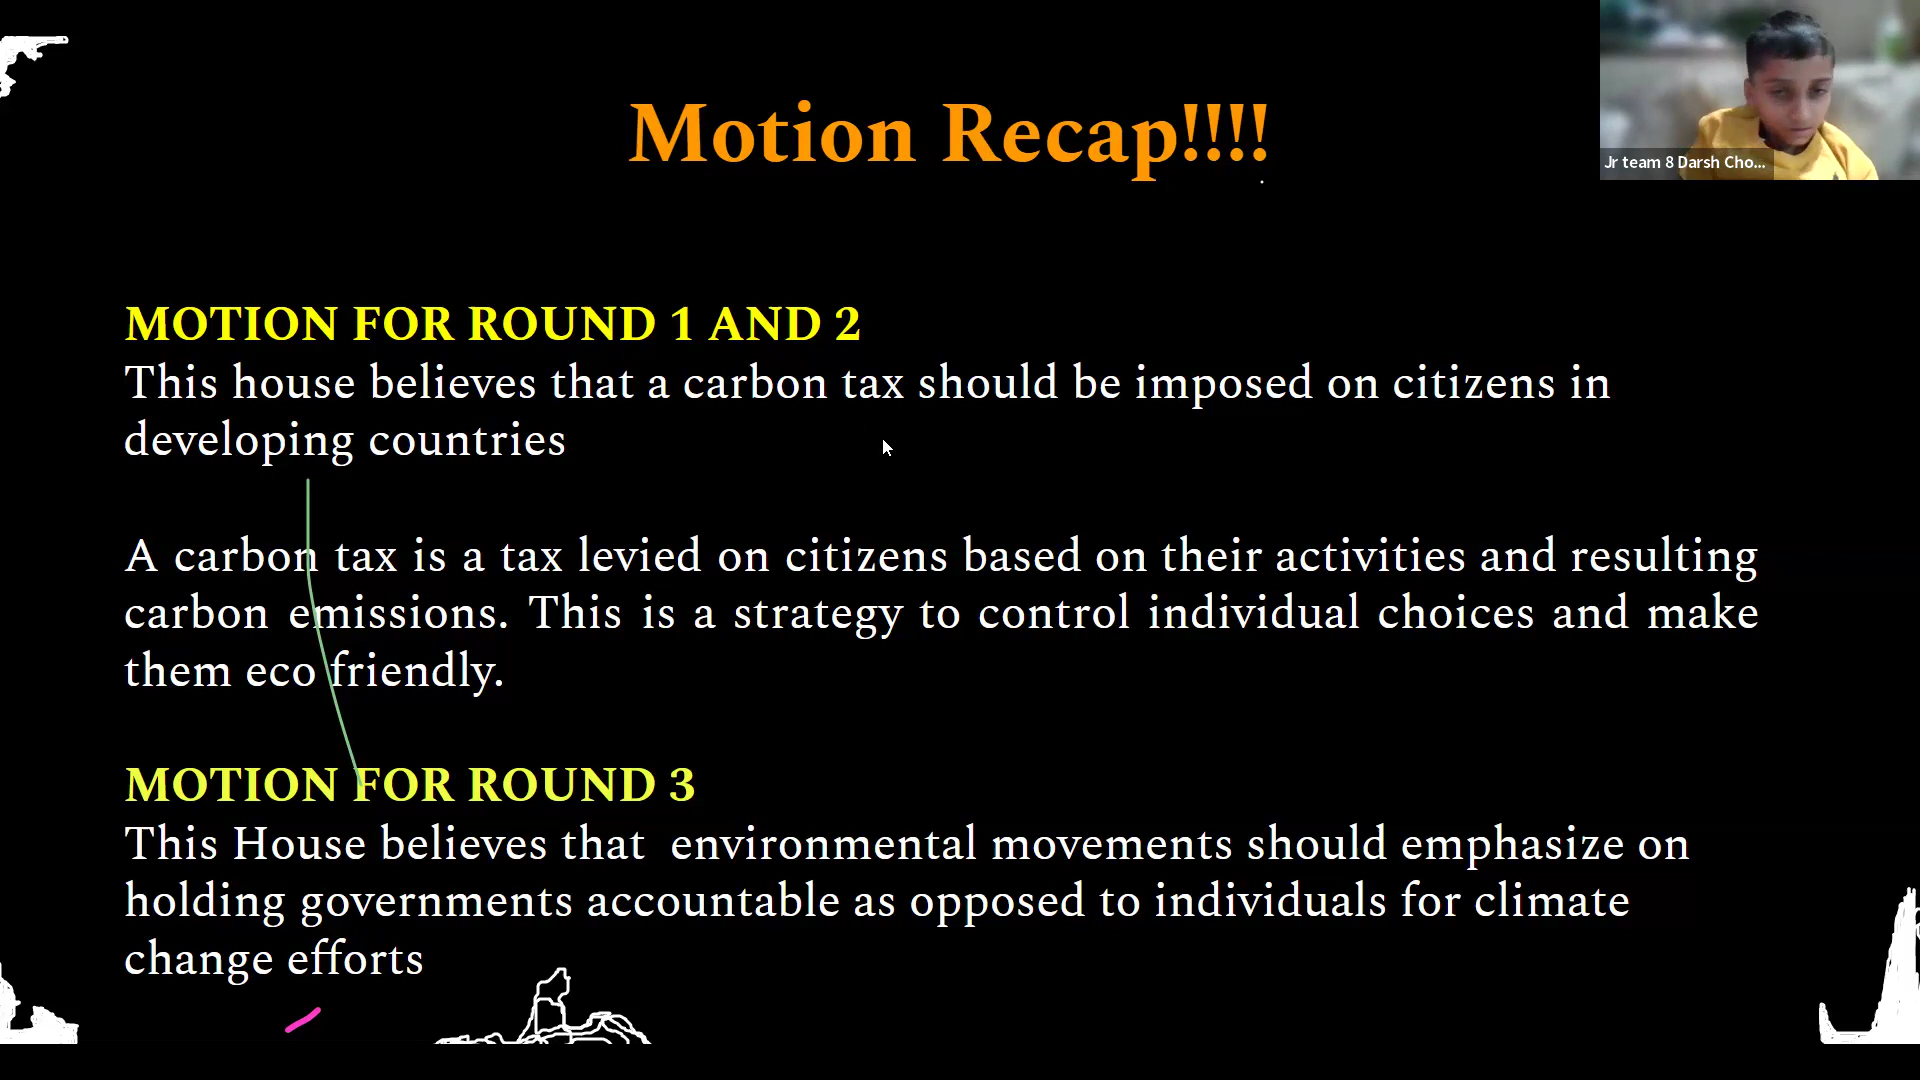 Motion Recap!!!!
Jr team 8 Darsh Cho...
MOTION FOR ROUND 1 AND 2
This house believes that a carbon tax should be imposed on citizens in
developing countries
A carbon tax is a tax levied on citizens based on their activities and resulting
carbon emissions. This is a strategy to control individual choices and make
them eco friendly.
MOTION FOR ROUND 3
This House believes that environmental movements should emphasize on
holding governments accountable as opposed to individuals for climate
change efforts